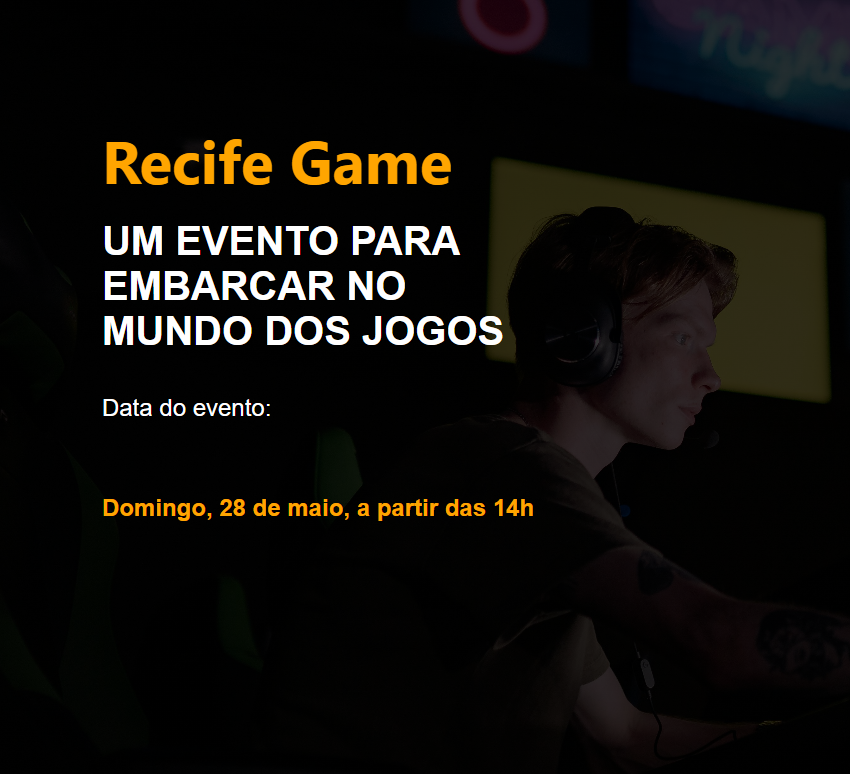 Night
Recife Game
UM EVENTO PARA
EMBARCAR NO
MUNDO DOS JOGOS
Data do evento:
Domingo, 28 de maio, a partir das 14h